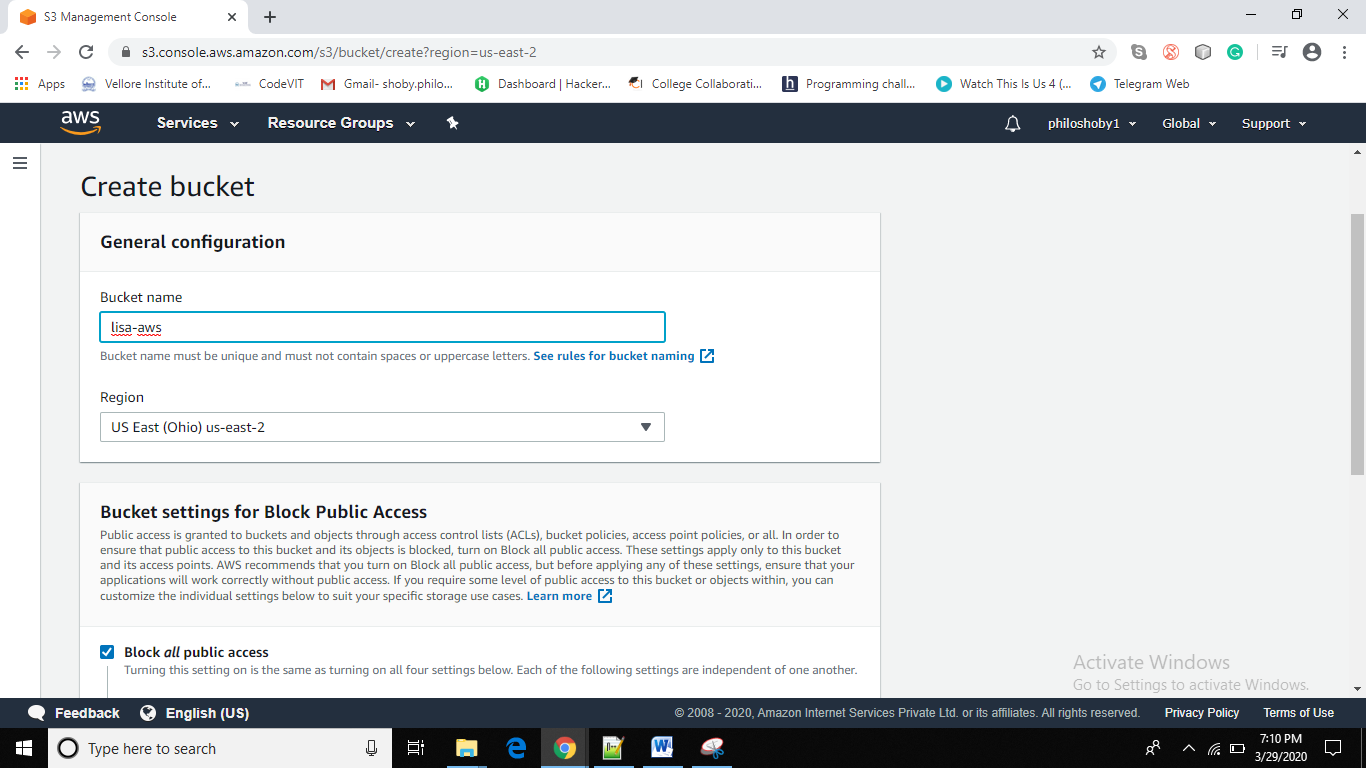 S3 Management Console
s3.console.aws.amazon.com/s3/bucket/create?region=us-east-2
Apps Vellore Institute of... CodeVIT Gmail- shoby.philo... Dashboard | Hacker... College Collaborati... Programming chall... Watch This Is Us 4 (... Telegram Web
aws Services Resource Groups philoshoby1 Global Support
Create bucket
General configuration
Bucket name
lisa-aws
Bucket name must be unique and must not contain spaces or uppercase letters. See rules for bucket naming
Region
US East (Ohio) us-east-2
Bucket settings for Block Public Access
Public access is granted to buckets and objects through access control lists (ACLs), bucket policies, access point policies, or all. In order to
ensure that public access to this bucket and its objects is blocked, turn on Block all public access. These settings apply only to this bucket
and its access points. AWS recommends that you turn on Block all public access, but before applying any of these settings, ensure that your
applications will work correctly without public access. If you require some level of public access to this bucket or objects within, you can
customize the individual settings below to suit your specific storage use cases. Learn more
Block all public access
Turning this setting on is the same as turning on all four settings below. Each of the following settings are independent of one another.
Activate Windows
Go to Settings to activate Windows.
Feedback English (US) © 2008 - 2020, Amazon Internet Services Private Ltd. or its affiliates. All rights reserved. Privacy Policy Terms of Use
Type here to search
7:10 PM
3/29/2020